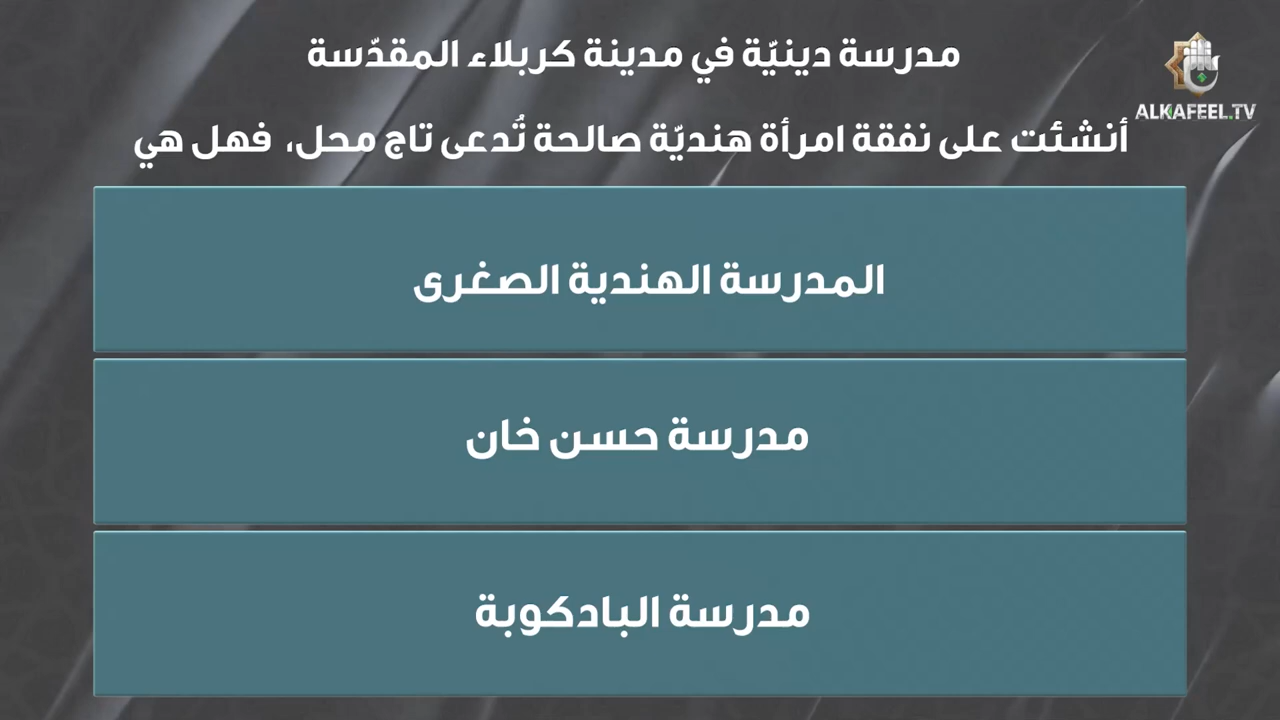 مدرسة دينيّة في مدينة كربلاء المقدّسة
ALKAFEEL.TV
أنشئت على نفقة امرأة هنديّة صالحة تُدعى تاج محل، فهل هي
المدرسة الهندية الصغرى
مدرسة حسن خان
مدرسة البادكوبة